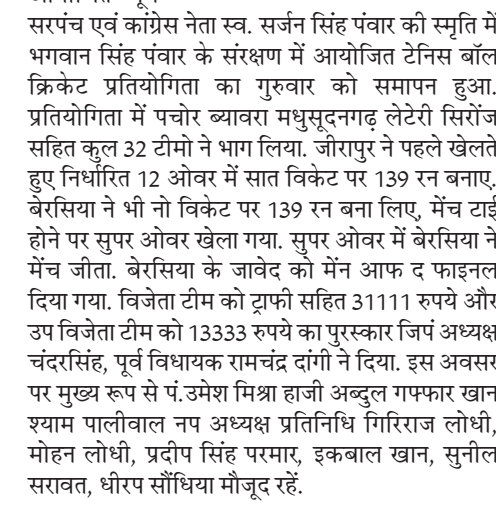 सरपंच एवं कांग्रेस नेता स्व. सर्जन सिंह पंवार की स्मृति में
भगवान सिंह पंवार के संरक्षण में आयोजित टेनिस बॉल
क्रिकेट प्रतियोगिता का गुरुवार को समापन हुआ.
प्रतियोगिता में पचोर ब्यावरा मधुसूदनगढ़ लेटेरी सिरोंज
सहित कुल 32 टीमो ने भाग लिया. जीरापुर ने पहले खेलते
हुए निर्धारित 12 ओवर में सात विकेट पर 139 रन बनाए.
बेरसिया ने भी नो विकेट पर 139 रन बना लिए, मेंच टाई
होने पर सुपर ओवर खेला गया. सुपर ओवर में बेरसिया ने
मेंच जीता. बेरसिया के जावेद को मेंन आफ द फाइनल
दिया गया. विजेता टीम को ट्राफी सहित 31111 रुपये और
उप विजेता टीम को 13333 रुपये का पुरस्कार जिपं अध्यक्ष
चंदरसिंह, पूर्व विधायक रामचंद्र दांगी ने दिया. इस अवसर
पर मुख्य रूप से पं.उमेश मिश्रा हाजी अब्दुल गफ्फार खान
श्याम पालीवाल नप अध्यक्ष प्रतिनिधि गिरिराज लोधी,
मोहन लोधी, प्रदीप सिंह परमार, इकबाल खान, सुनील
सरावत, धीरप सौंधिया मौजूद रहें.